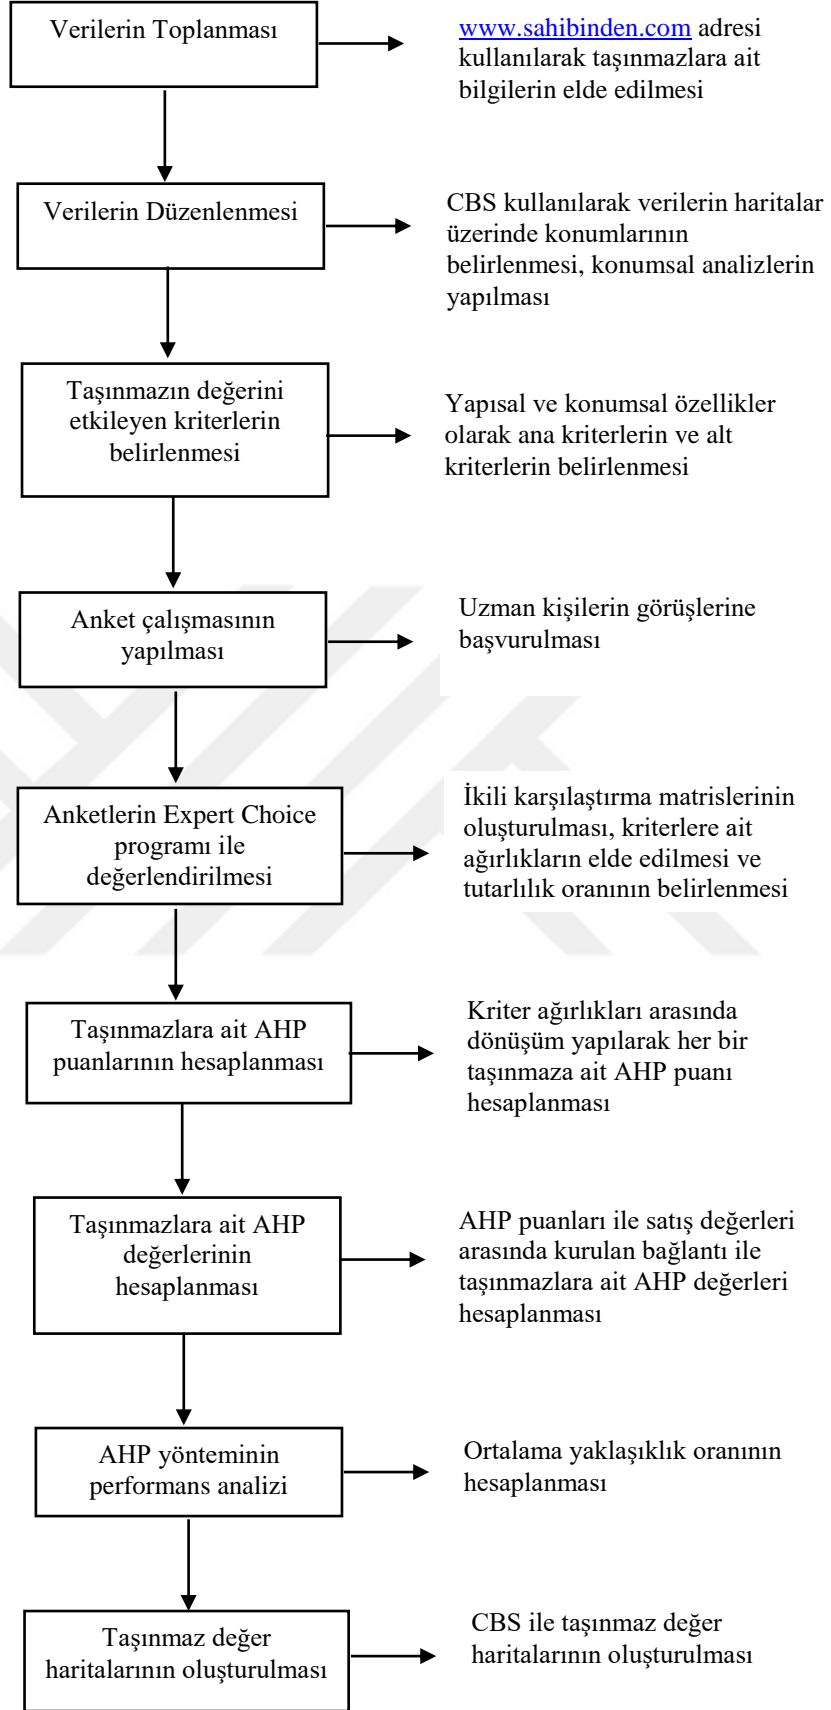 Verilerin Toplanması
www.sahibinden.com adresi
kullanılarak taşınmazlara ait
bilgilerin elde edilmesi
Verilerin Düzenlenmesi
CBS kullanılarak verilerin haritalar
üzerinde konumlarının
belirlenmesi, konumsal analizlerin
yapılması
Taşınmazın değerini
etkileyen kriterlerin
belirlenmesi
Yapısal ve konumsal özellikler
olarak ana kriterlerin ve alt
kriterlerin belirlenmesi
Anket çalışmasının
yapılması
Uzman kişilerin görüşlerine
başvurulması
Anketlerin Expert Choice
programı ile
değerlendirilmesi
İkili karşılaştırma matrislerinin
oluşturulması, kriterlere ait
ağırlıkların elde edilmesi ve
tutarlılık oranının belirlenmesi
Taşınmazlara ait AHP
puanlarının hesaplanması
Kriter ağırlıkları arasında
dönüşüm yapılarak her bir
taşınmaza ait AHP puanı
hesaplanması
Taşınmazlara ait AHP
değerlerinin
hesaplanması
AHP puanları ile satış değerleri
arasında kurulan bağlantı ile
taşınmazlara ait AHP değerleri
hesaplanması
AHP yönteminin
performans analizi
Ortalama yaklaşıklık oranının
hesaplanması
Taşınmaz değer
haritalarının oluşturulması
CBS ile taşınmaz değer
haritalarının oluşturulması